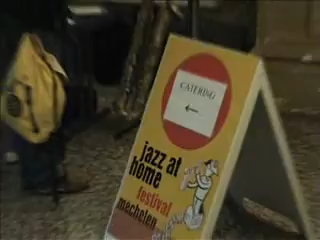 CATERING
←
jazz at
home
festival
mechelen